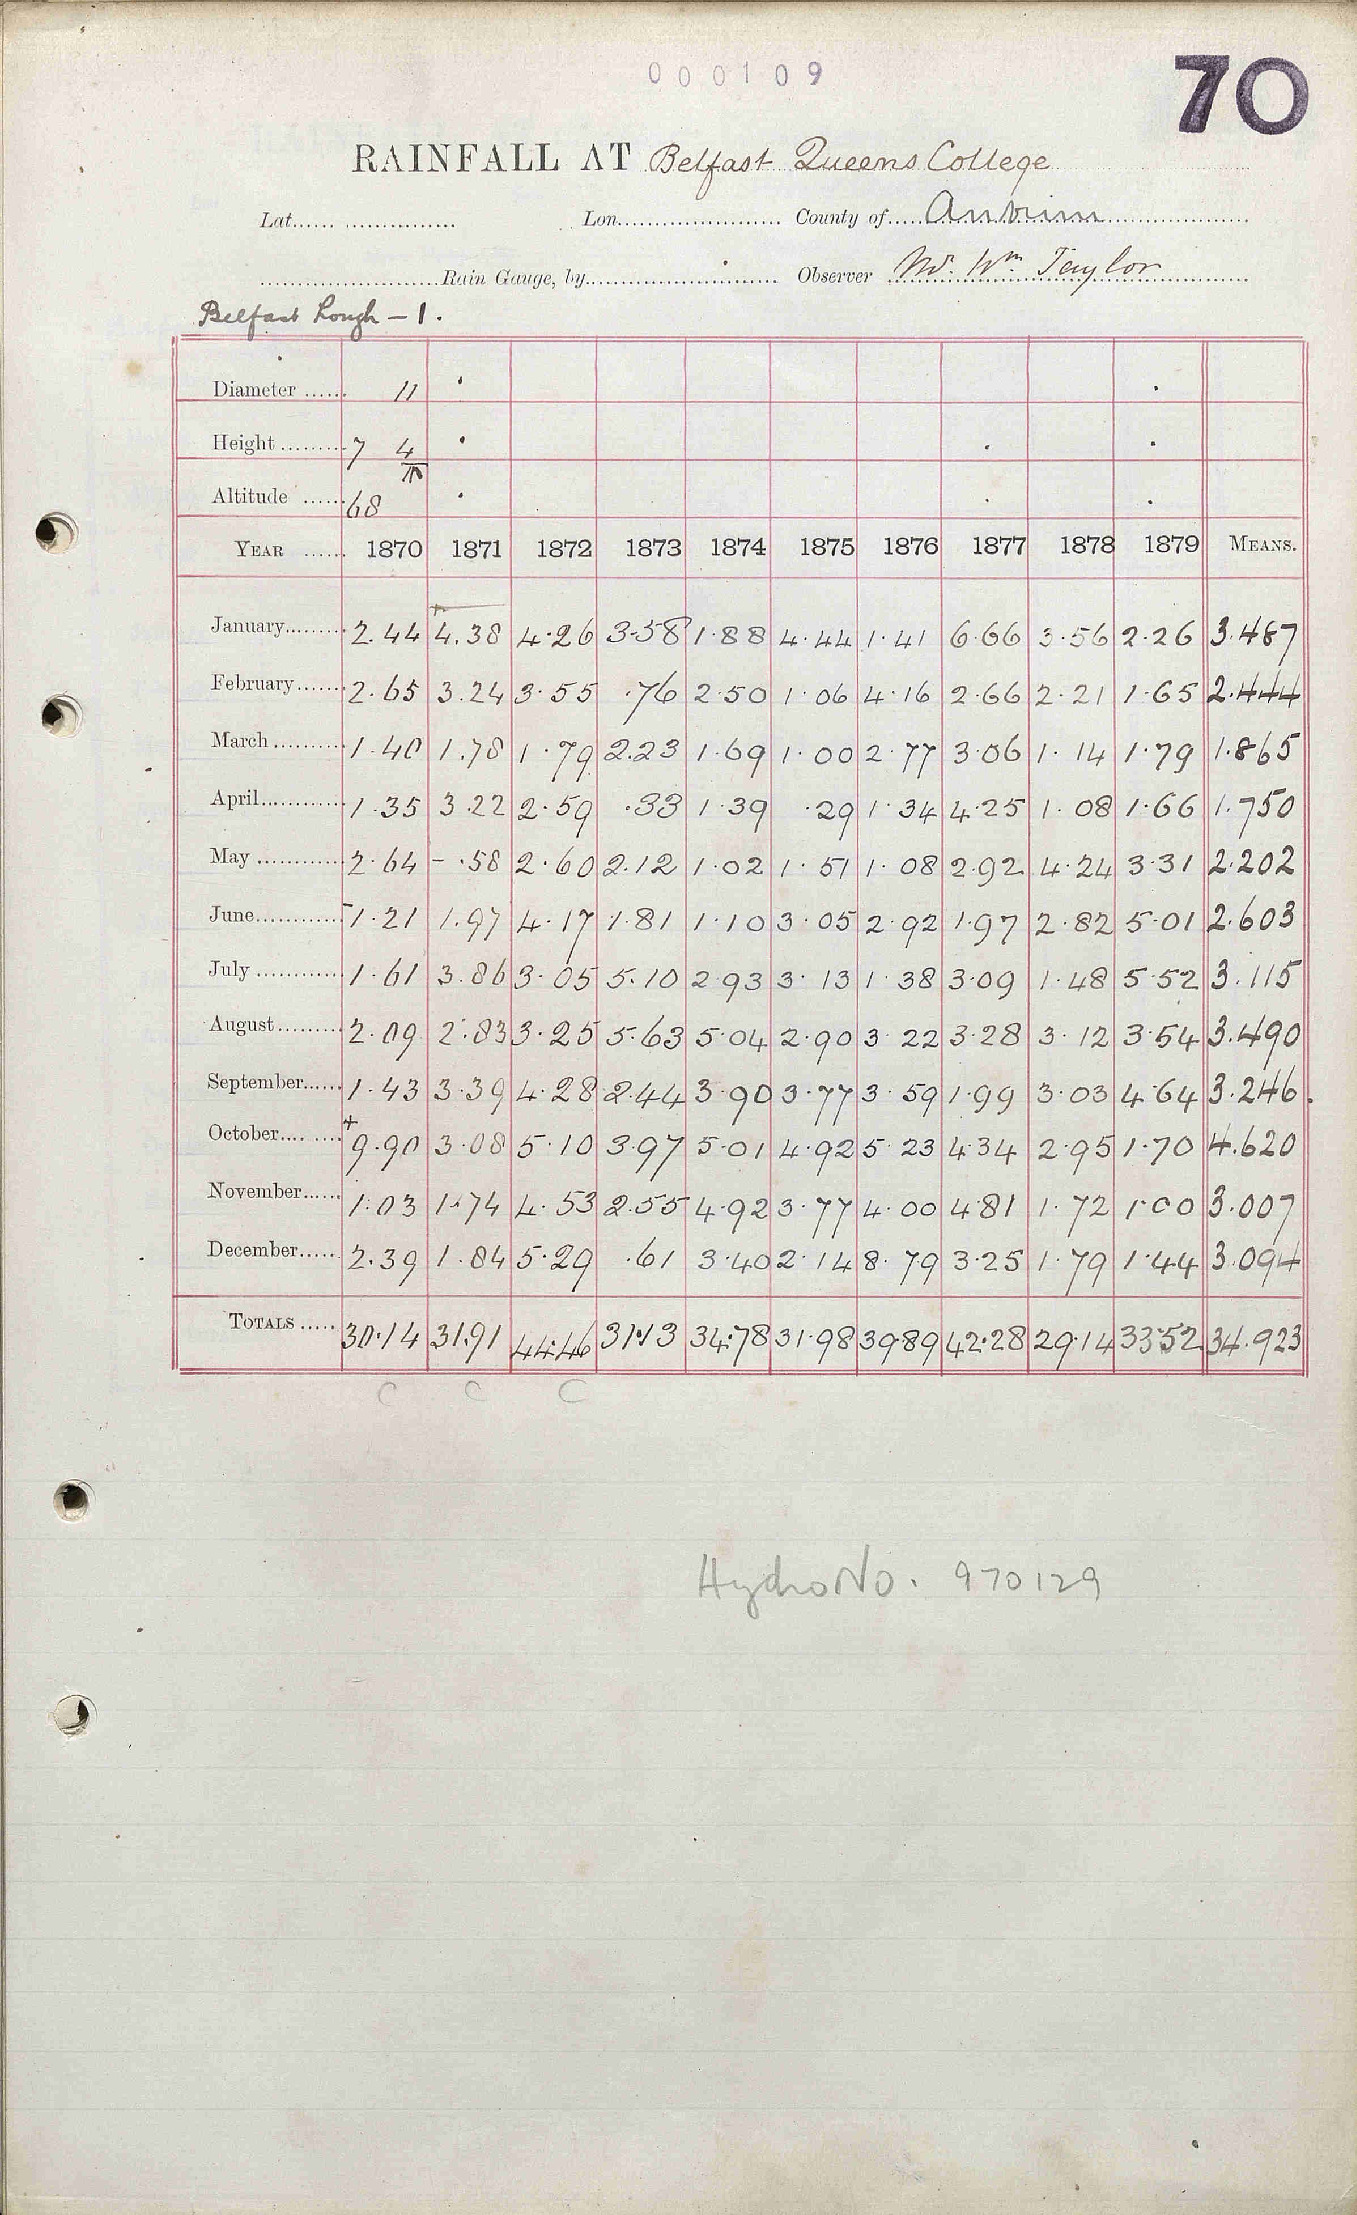 000109
70
RAINFALL AT Belfast Queens College
Lat. Lon. County of Antrim
Rain Gauge, by Observer Mr. Wm Taylor
Belfast Lough - 1.
Diameter 11
Height 7 4
Altitude 68
YEAR 1870 1871 1872 1873 1874 1875 1876 1877 1878 1879 MEANS.
January 2.44 4.38 4.26 3.58 1.88 4.44 1.41 6.66 3.56 2.26 3.487
February 2.65 3.24 3.55 .76 2.50 1.06 4.16 2.66 2.21 1.65 2.444
March 1.40 1.78 1.79 2.23 1.69 1.00 2.77 3.06 1.14 1.79 1.865
April 1.35 3.22 2.59 .33 1.39 .29 1.34 4.25 1.08 1.66 1.750
May 2.64 - .58 2.60 2.12 1.02 1.51 1.08 2.92 4.24 3.31 2.202
June - 1.21 1.97 4.17 1.81 1.10 3.05 2.92 1.97 2.82 5.01 2.603
July 1.61 3.86 3.05 5.10 2.93 3.13 1.38 3.09 1.48 5.52 3.115
August 2.09 2.83 3.25 5.63 5.04 2.90 3.22 3.28 3.12 3.54 3.490
September 1.43 3.39 4.28 2.44 3.90 3.77 3.59 1.99 3.03 4.64 3.246
October + 9.90 3.08 5.10 3.97 5.01 4.92 5.23 4.34 2.95 1.70 4.620
November 1.03 1.74 4.53 2.55 4.92 3.77 4.00 4.81 1.72 1.00 3.007
December 2.39 1.84 5.29 .61 3.40 2.14 8.79 3.25 1.79 1.44 3.094
TOTALS 30.14 31.91 44.46 31.13 34.78 31.98 39.89 42.28 29.14 33.52 34.923
C C C
Hydro No. 970129